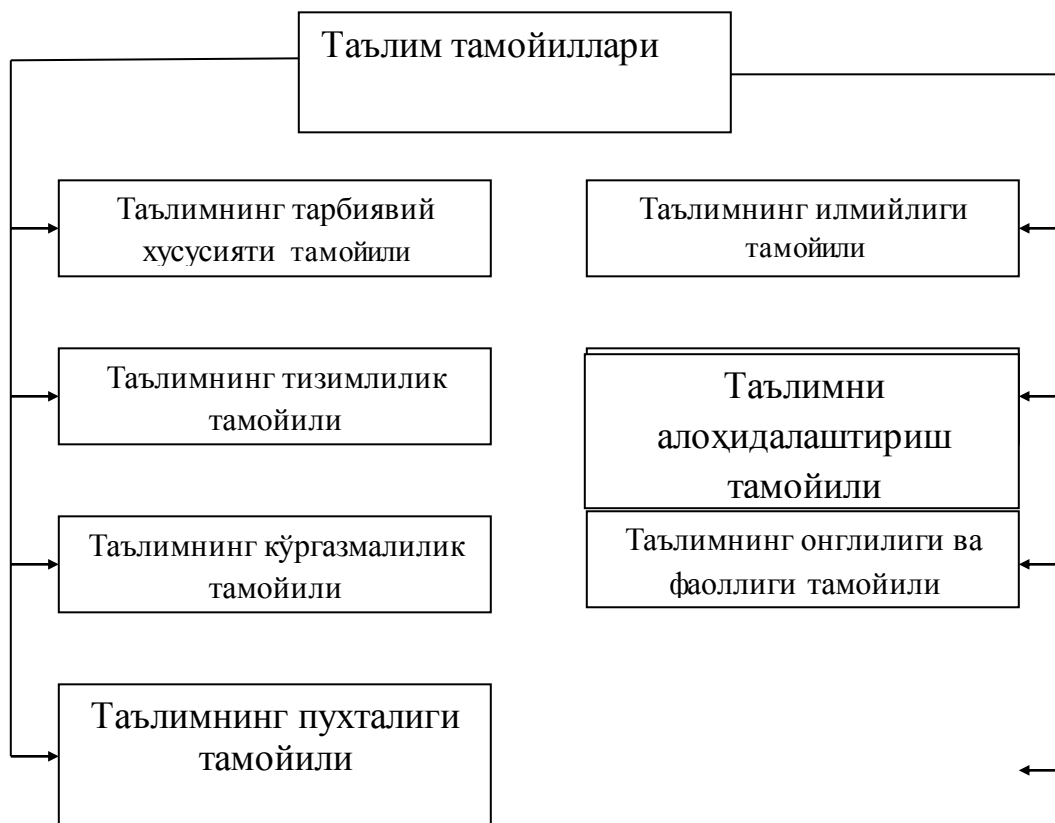 Таълим тамойиллари
Таълимнинг тарбиявий
хусусияти тамойили
Таълимнинг илмийлиги
тамойили
Таълимнинг тизимлилик
тамойили
Таълимни
алоҳидалаштириш
тамойили
Таълимнинг кўргазмалилик
тамойили
Таълимнинг онглилиги ва
фаоллиги тамойили
Таълимнинг пухталиги
тамойили